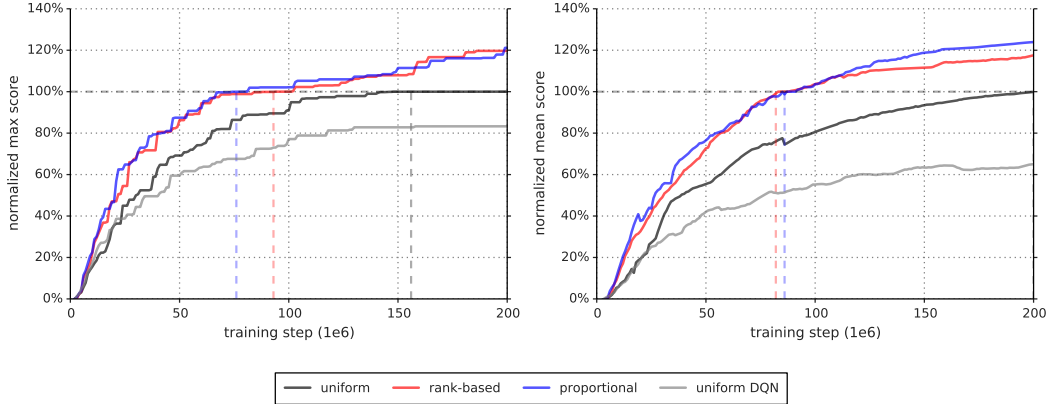 140%
120%
100%
80%
60%
40%
20%
0%
normalized max score
0 50 100 150 200
training step (1e6)
140%
120%
100%
80%
60%
40%
20%
0%
normalized mean score
0 50 100 150 200
training step (1e6)
uniform rank-based proportional uniform DQN